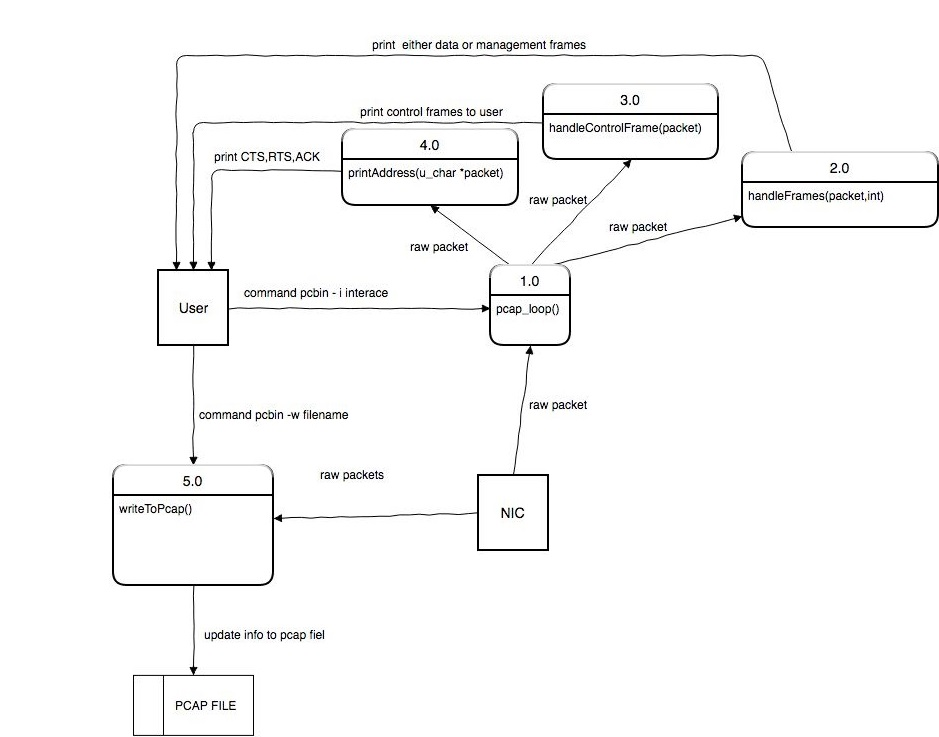 print either data or management frames
3.0
print control frames to user
handleControlFrame(packet)
4.0
print CTS,RTS,ACK
2.0
printAddress(u_char *packet)
handleFrames(packet,int)
raw packet
raw packet
raw packet
1.0
command pcbin - i interace
User
pcap_loop()
raw packet
command pcbin -w filename
raw packets
5.0
writeToPcap()
NIC
update info to pcap fiel
PCAP FILE